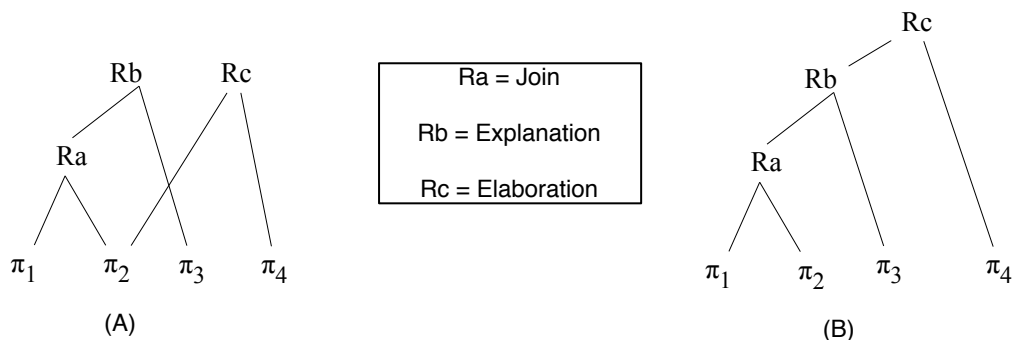 Rc
Rb Rc
Ra = Join
Rb
Rb = Explanation
Ra
Ra
Rc = Elaboration
π1 π2 π3 π4
π1 π2 π3 π4
(A)
(B)